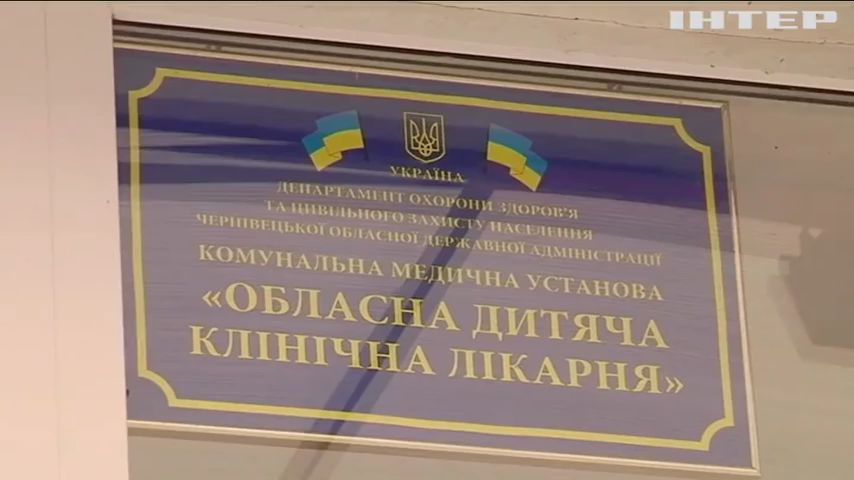 ІНТЕР
УКРАЇНА
ДЕПАРТАМЕНТ ОХОРОНИ ЗДОРОВ'Я
ТА ЦИВІЛЬНОГО ЗАХИСТУ НАСЕЛЕННЯ
ЧЕРНІВЕЦЬКОЇ ОБЛАСНОЇ ДЕРЖАВНОЇ АДМІНІСТРАЦІЇ
КОМУНАЛЬНА МЕДИЧНА УСТАНОВА
«ОБЛАСНА ДИТЯЧА
КЛІНІЧНА ЛІКАРНЯ»